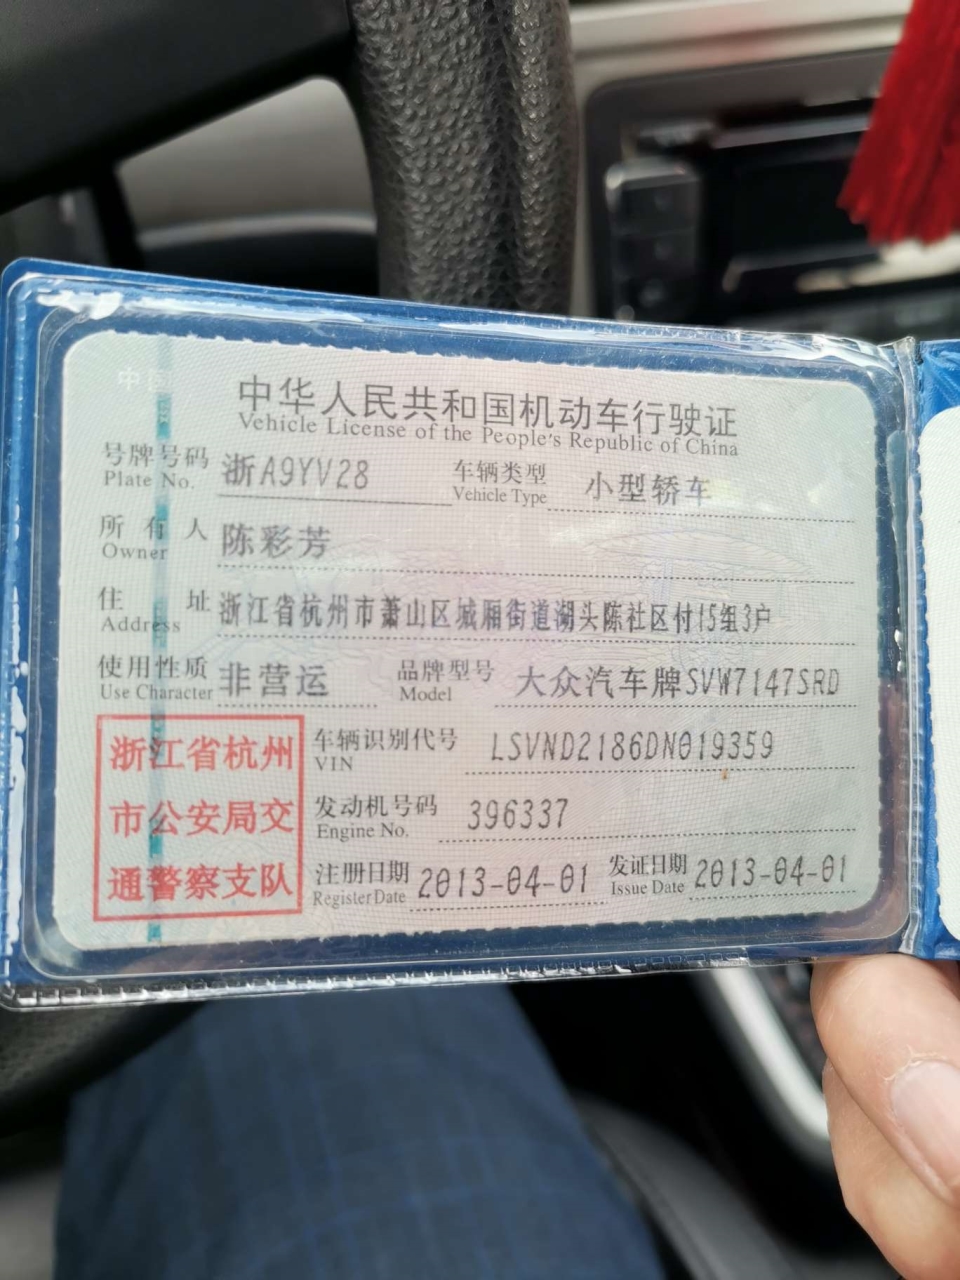 中华人民共和国机动车行驶证
Vehicle License of the People's Republic of China
号牌号码 浙A9YV28 车辆类型 小型轿车
Plate No. Vehicle Type
所有人 陈彩芳
Owner
住址 浙江省杭州市萧山区城厢街道湖头陈社区付15组3户
Address
使用性质 非营运 品牌型号 大众汽车牌SVW7147SRD
Use Character Model
浙江省杭州
市公安局交
通警察支队
车辆识别代号 LSVND2186DN019359
VIN
发动机号码 396337
Engine No.
注册日期 2013-04-01 发证日期 2013-04-01
Register Date Issue Date